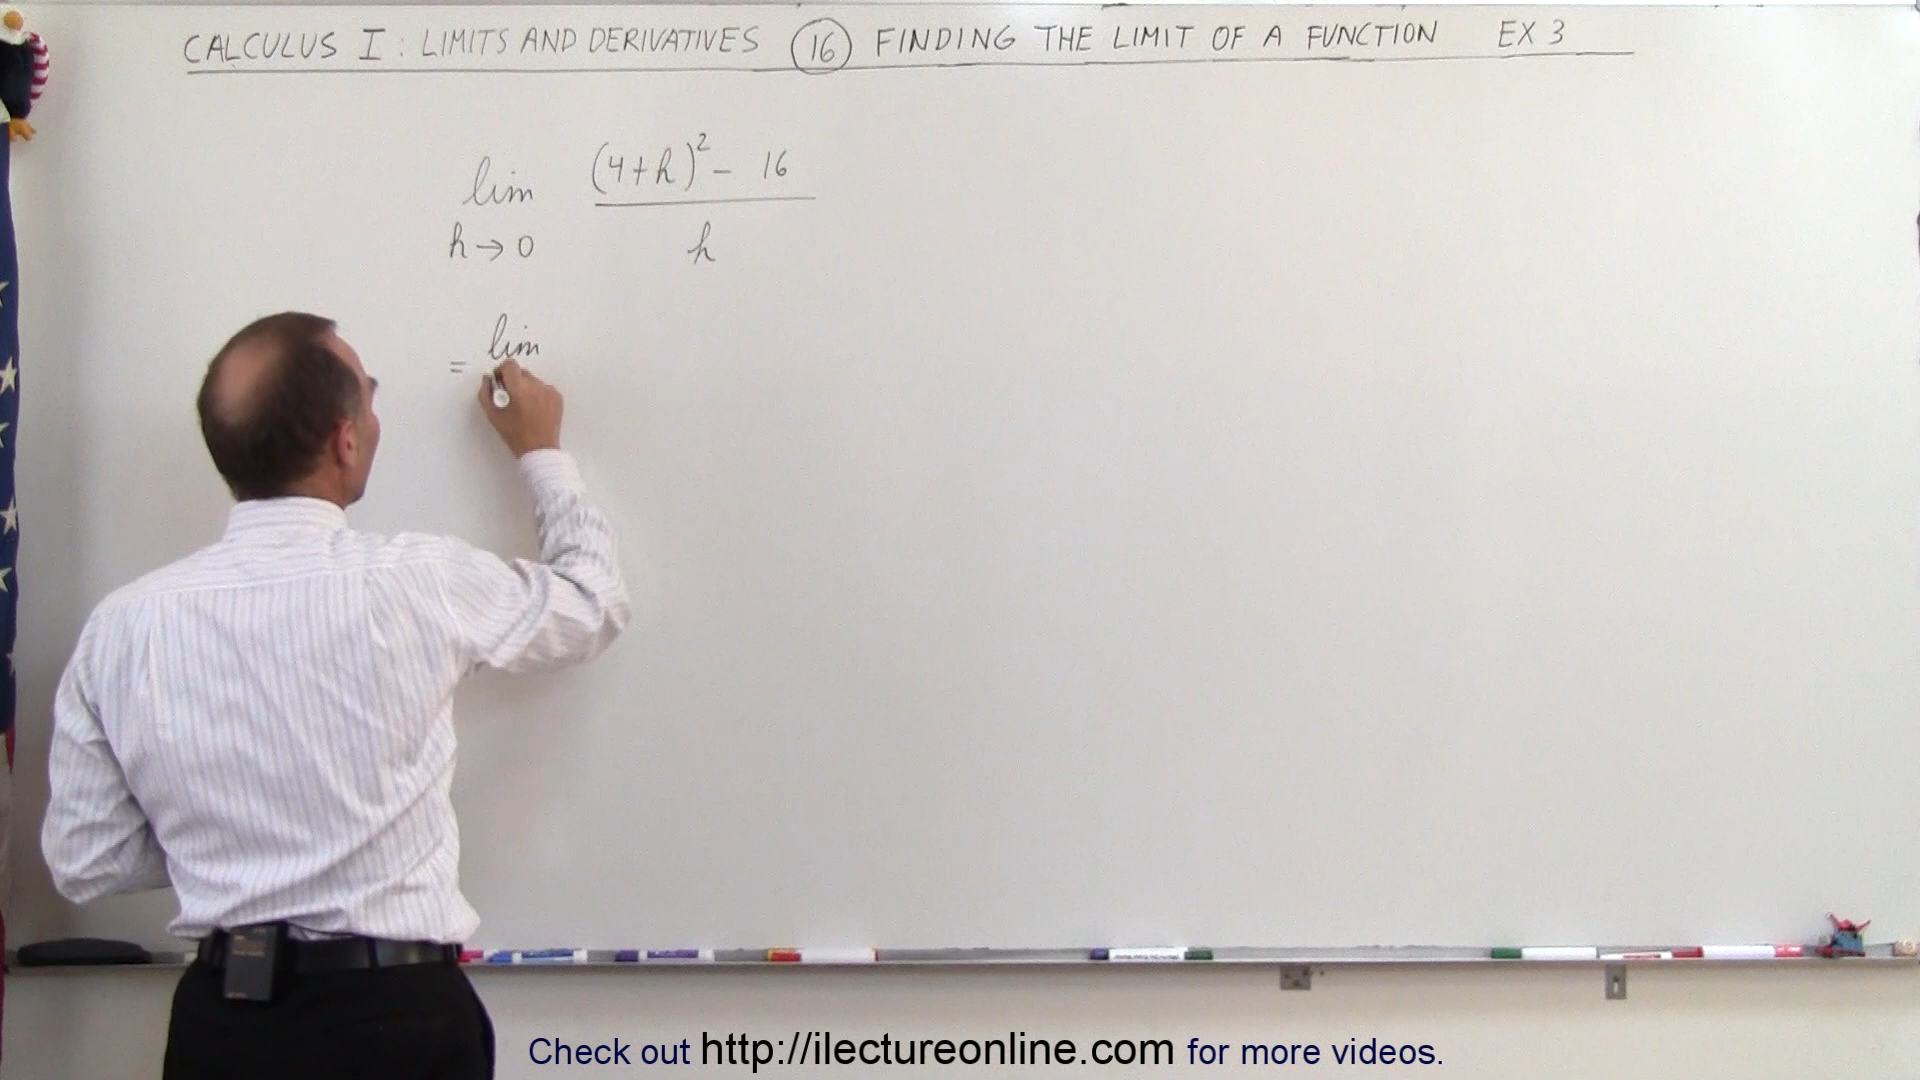 CALCULUS I: LIMITS AND DERIVATIVES (16) FINDING THE LIMIT OF A FUNCTION EX 3
lim (4+h)² - 16
h→0 h
= lim
Check out http://ilectureonline.com for more videos.